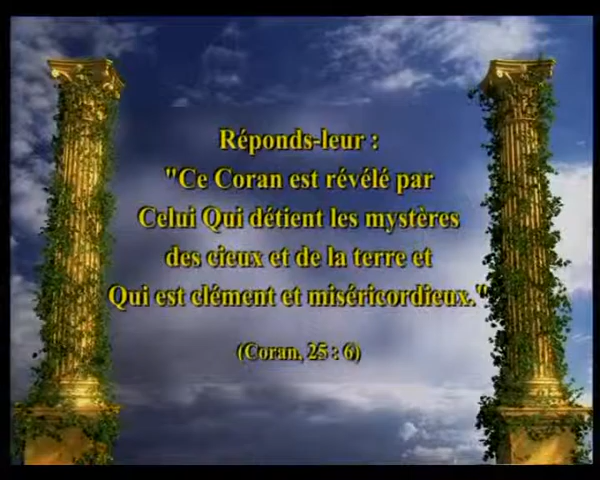 Réponds-leur :
"Ce Coran est révélé par
Celui Qui détient les mystères
des cieux et de la terre et
Qui est clément et miséricordieux."
(Coran, 25 : 6)